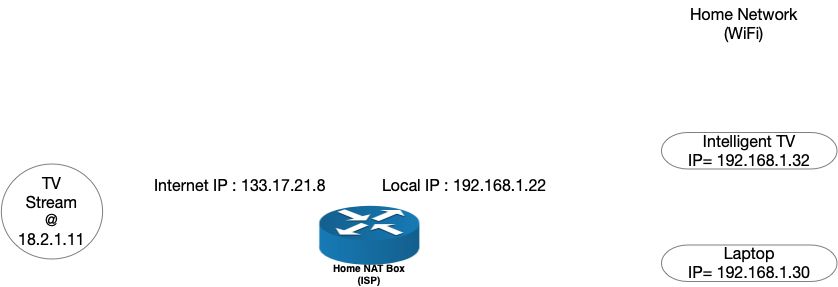 Home Network
(WiFi)
Intelligent TV
IP= 192.168.1.32
TV
Stream
@
18.2.1.11
Internet IP : 133.17.21.8
Local IP : 192.168.1.22
Home NAT Box
(ISP)
Laptop
IP= 192.168.1.30